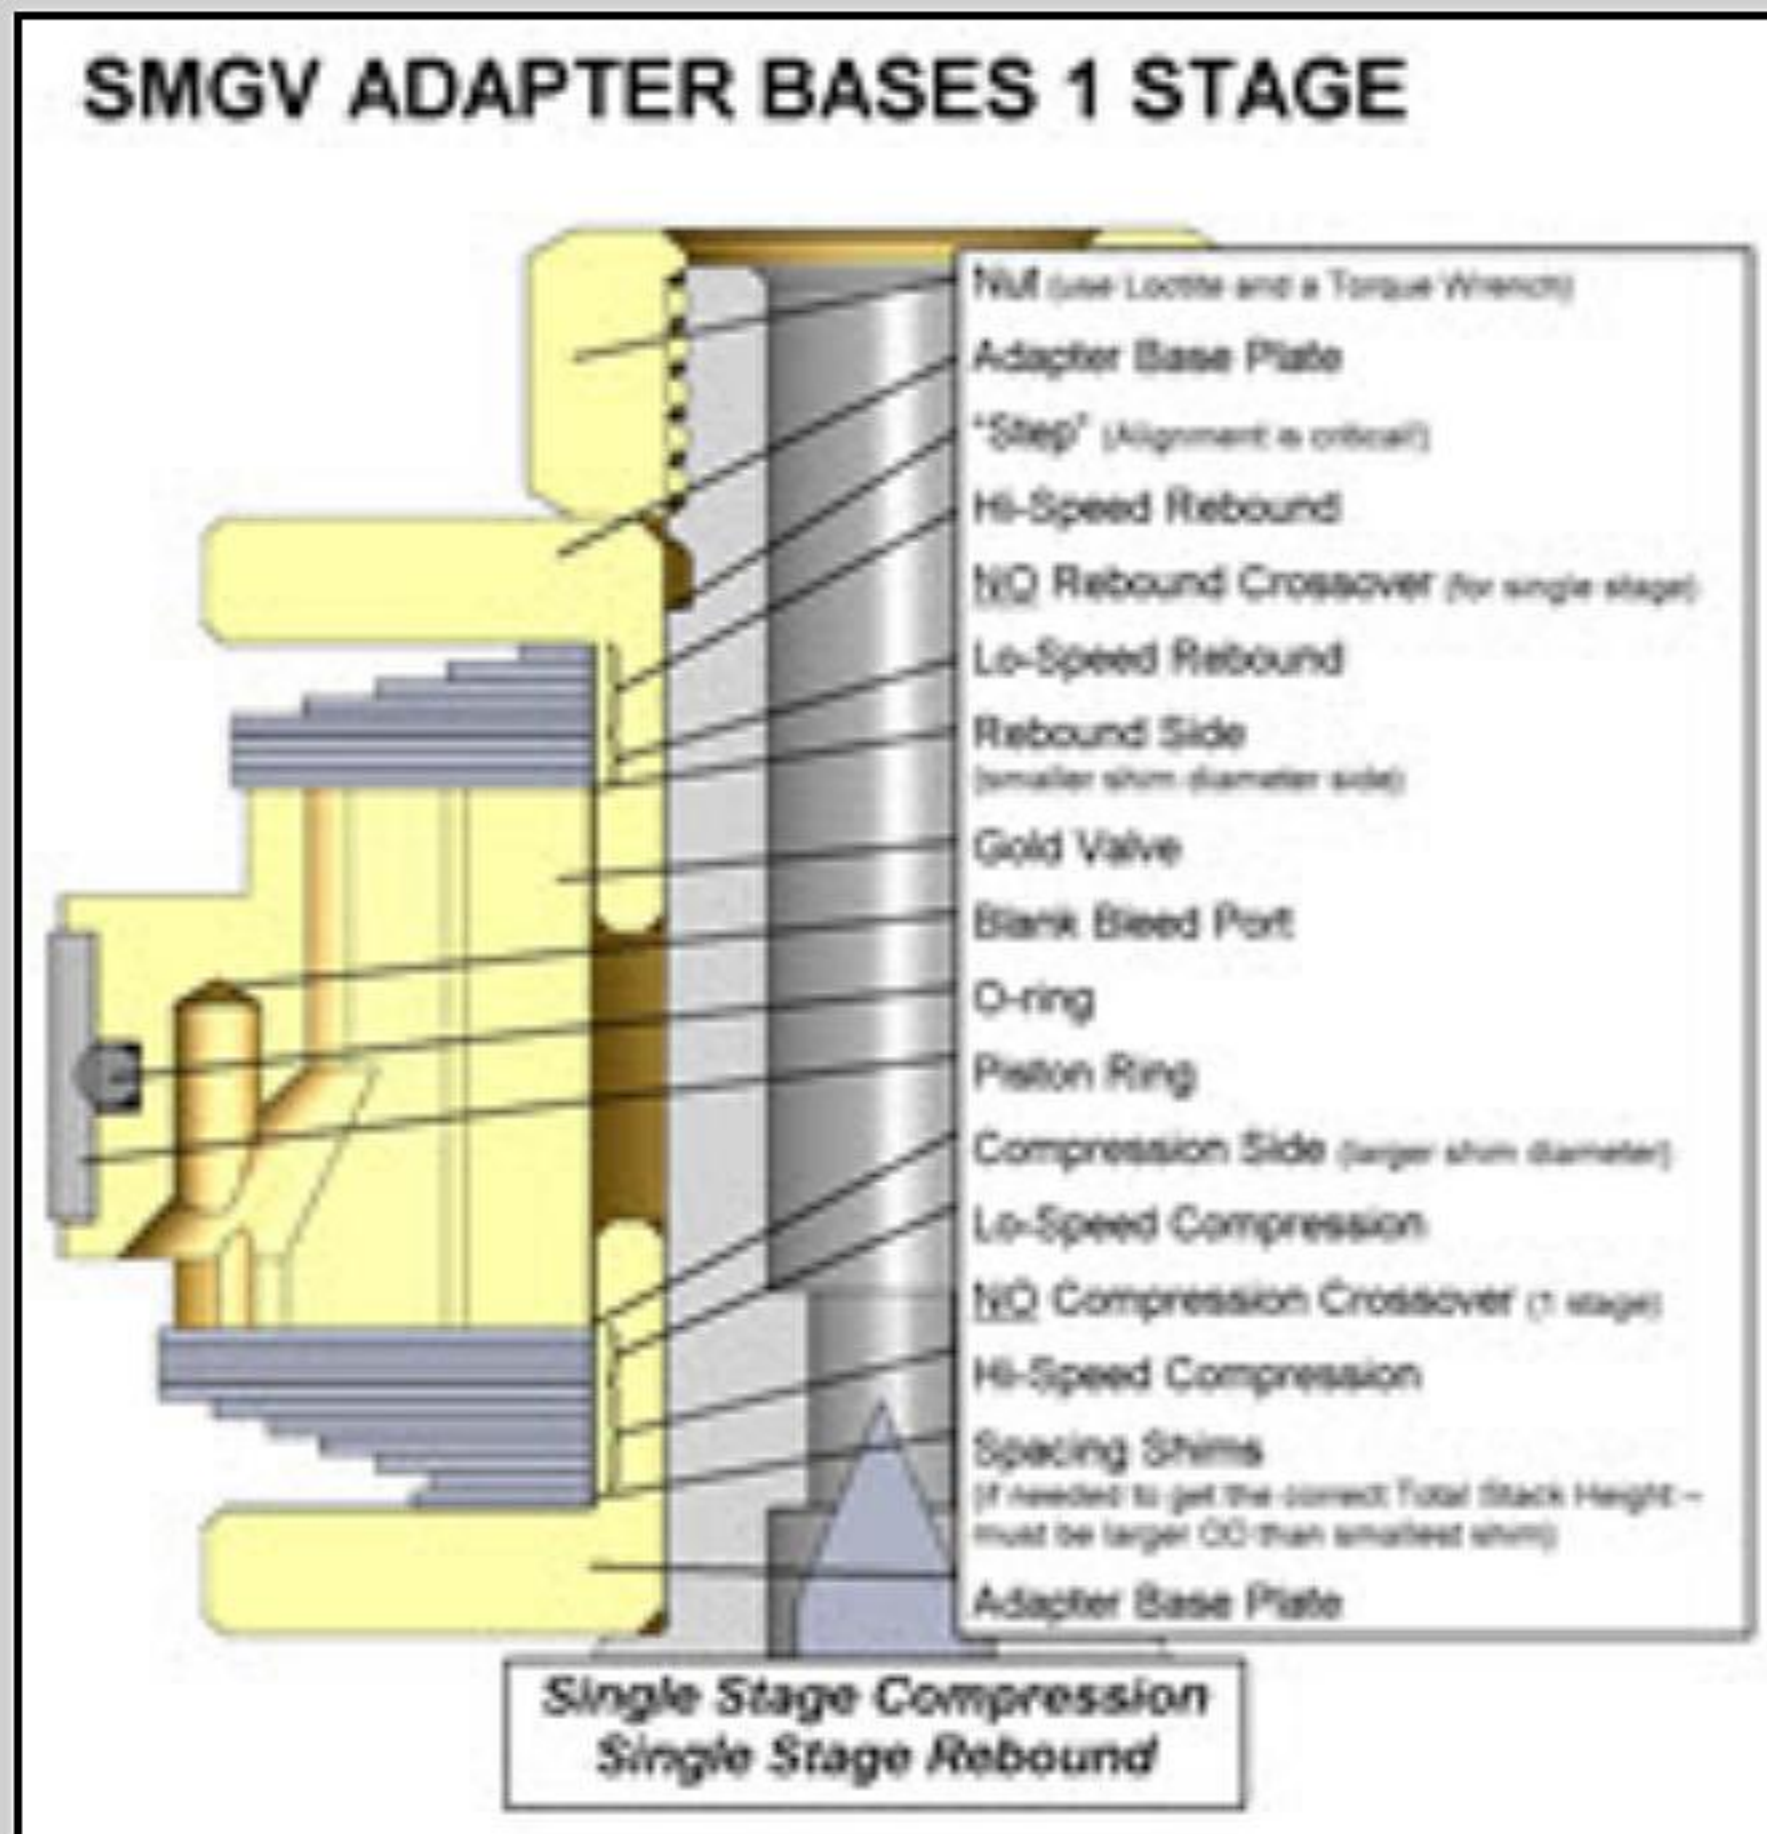 SMGV ADAPTER BASES 1 STAGE
Nut (use Loctite and a Torque Wrench)
Adapter Base Plate
"Step" (Alignment is critical!)
Hi-Speed Rebound
NO Rebound Crossover (for single stage)
Lo-Speed Rebound
Rebound Side
(smaller shim diameter side)
Gold Valve
Blank Bleed Port
O-ring
Piston Ring
Compression Side (larger shim diameter)
Lo-Speed Compression
NO Compression Crossover (1 stage)
Hi-Speed Compression
Spacing Shims
(if needed to get the correct Total Stack Height –
must be larger OD than smallest shim)
Adapter Base Plate
Single Stage Compression
Single Stage Rebound